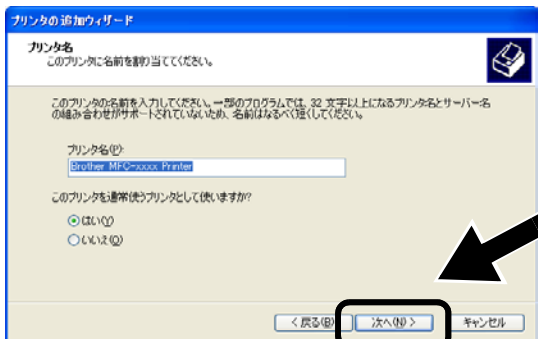 プリンタの追加ウィザード
プリンタ名
このプリンタに名前を割り当ててください。
このプリンタの名前を入力してください。一部のプログラムでは、32 文字以上になるプリンタ名とサーバー名
の組み合わせがサポートされていないため、名前はなるべく短くしてください。
プリンタ名(P):
Brother MFC-xxxx Printer
このプリンタを通常使うプリンタとして使いますか?
はい(Y)
いいえ(O)
< 戻る(B)
次へ(N) >
キャンセル